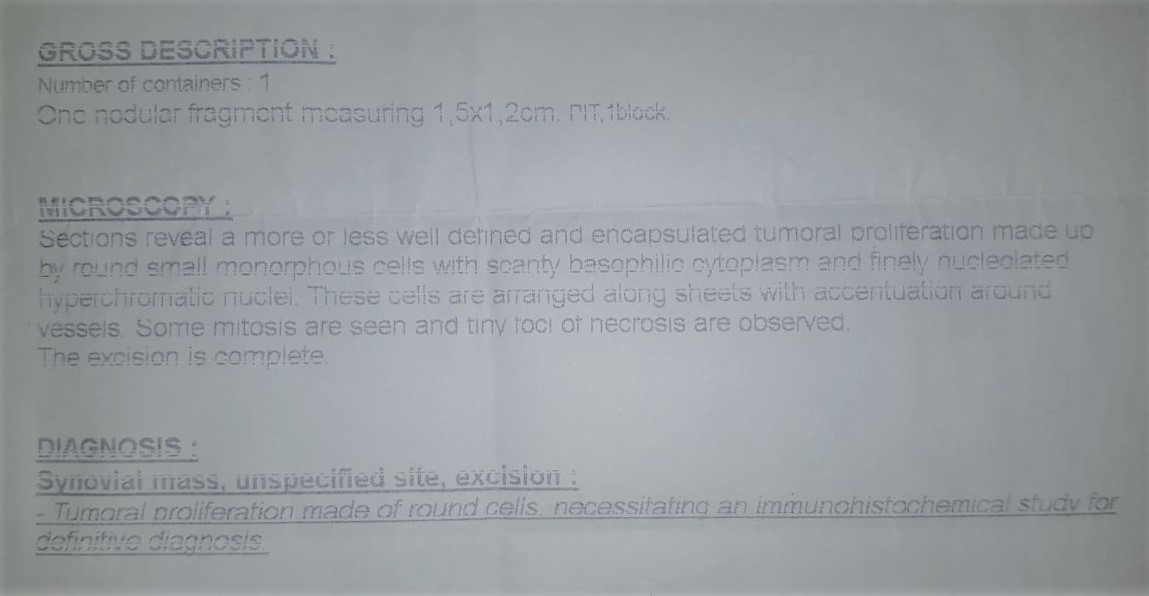 GROSS DESCRIPTION :
Number of containers : 1
One nodular fragment measuring 1,5x1,2cm. PIT, 1block.
MICROSCOPY :
Sections reveal a more or less well defined and encapsulated tumoral proliferation made up
by round small monorphous cells with scanty basophilic cytoplasm and finely nucleolated
hyperchromatic nuclei. These cells are arranged along sheets with accentuation around
vessels. Some mitosis are seen and tiny foci of necrosis are observed.
The excision is complete.
DIAGNOSIS :
Synovial mass, unspecified site, excision :
- Tumoral proliferation made of round cells, necessitating an immunohistochemical study for
definitive diagnosis.